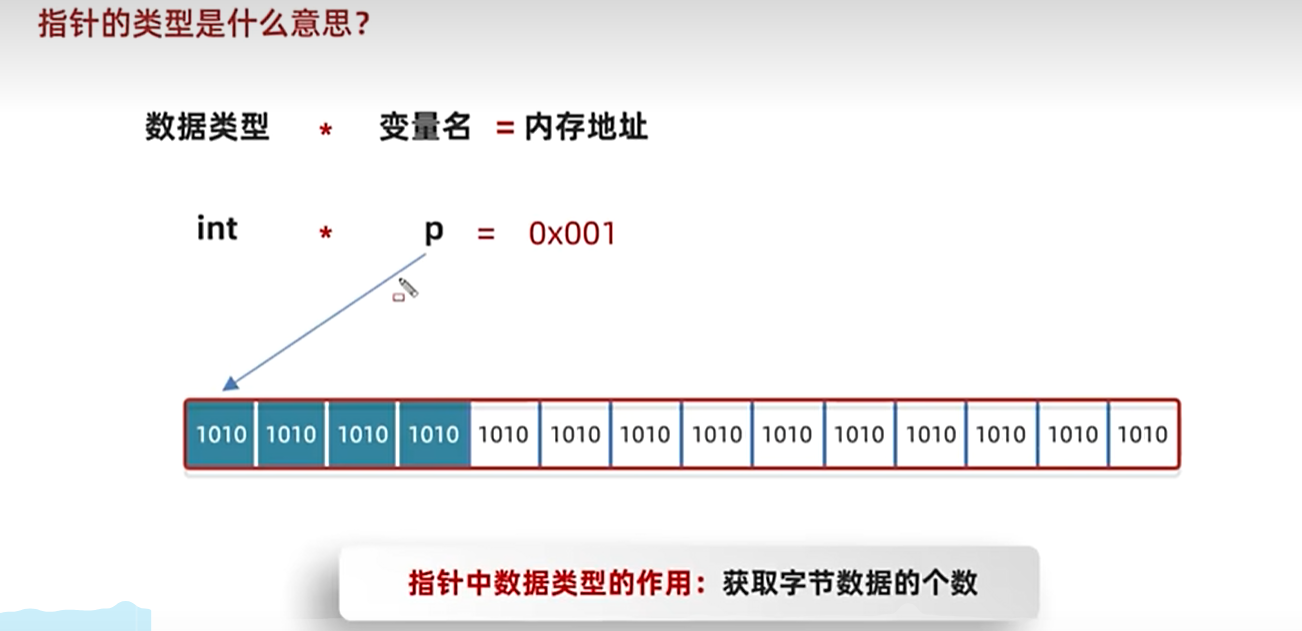 指针的类型是什么意思？
数据类型 * 变量名 = 内存地址
int * p = 0x001
1010 1010 1010 1010 1010 1010 1010 1010 1010 1010 1010 1010 1010 1010
指针中数据类型的作用：获取字节数据的个数